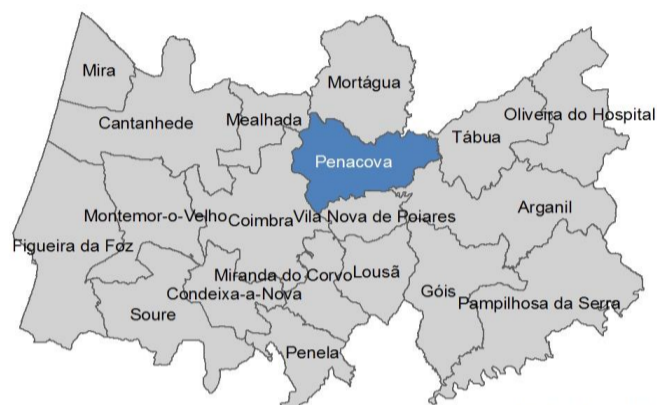 Mira
Mortágua
Cantanhede
Mealhada
Oliveira do Hospital
Tábua
Penacova
Arganil
Montemor-o-Velho
Coimbra
Vila Nova de Poiares
Figueira da Foz
Miranda do Corvo
Lousã
Góis
Condeixa-a-Nova
Pampilhosa da Serra
Soure
Penela